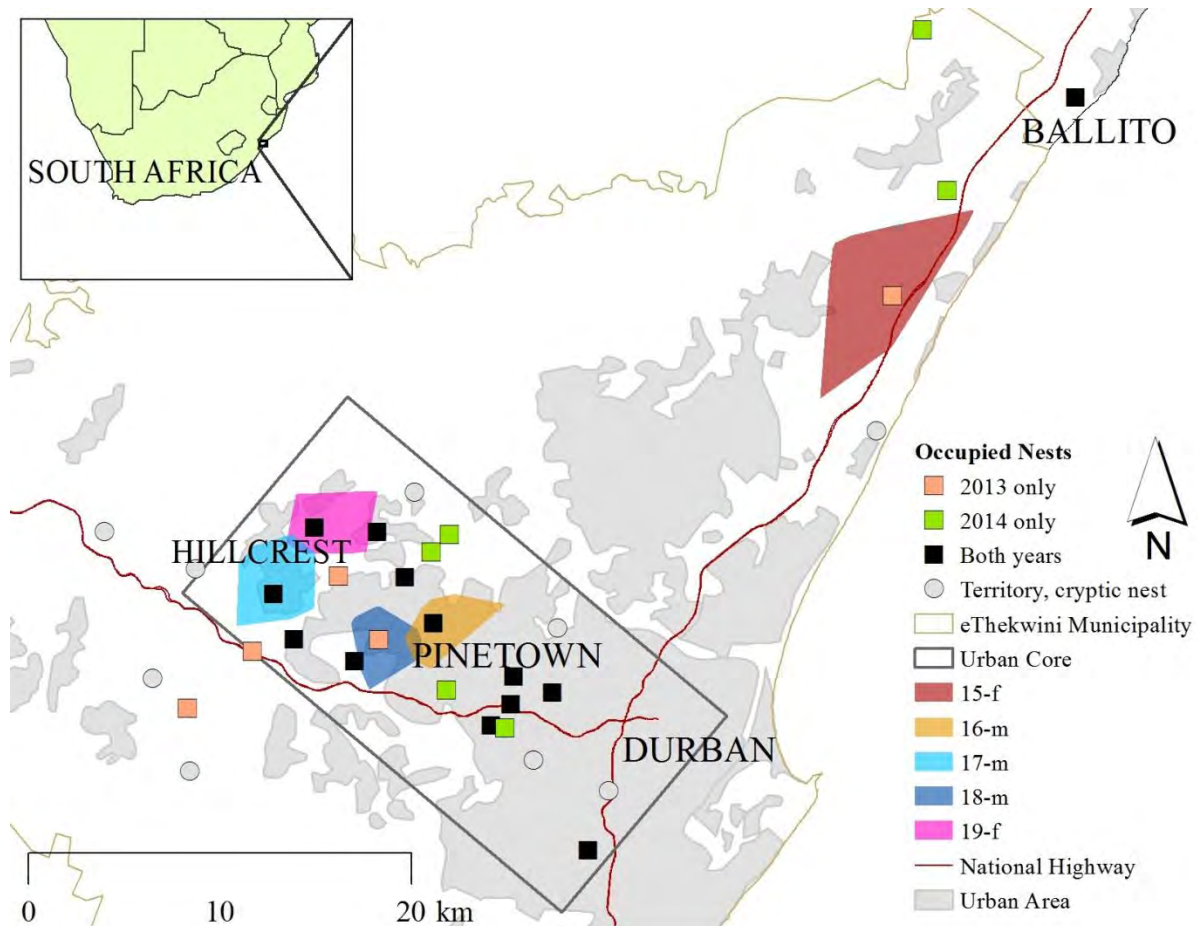 SOUTH AFRICA
BALLITO
HILLCREST
PINETOWN
DURBAN
0 10 20 km
Occupied Nests
2013 only
2014 only
Both years
Territory, cryptic nest
eThekwini Municipality
Urban Core
15-f
16-m
17-m
18-m
19-f
National Highway
Urban Area
N